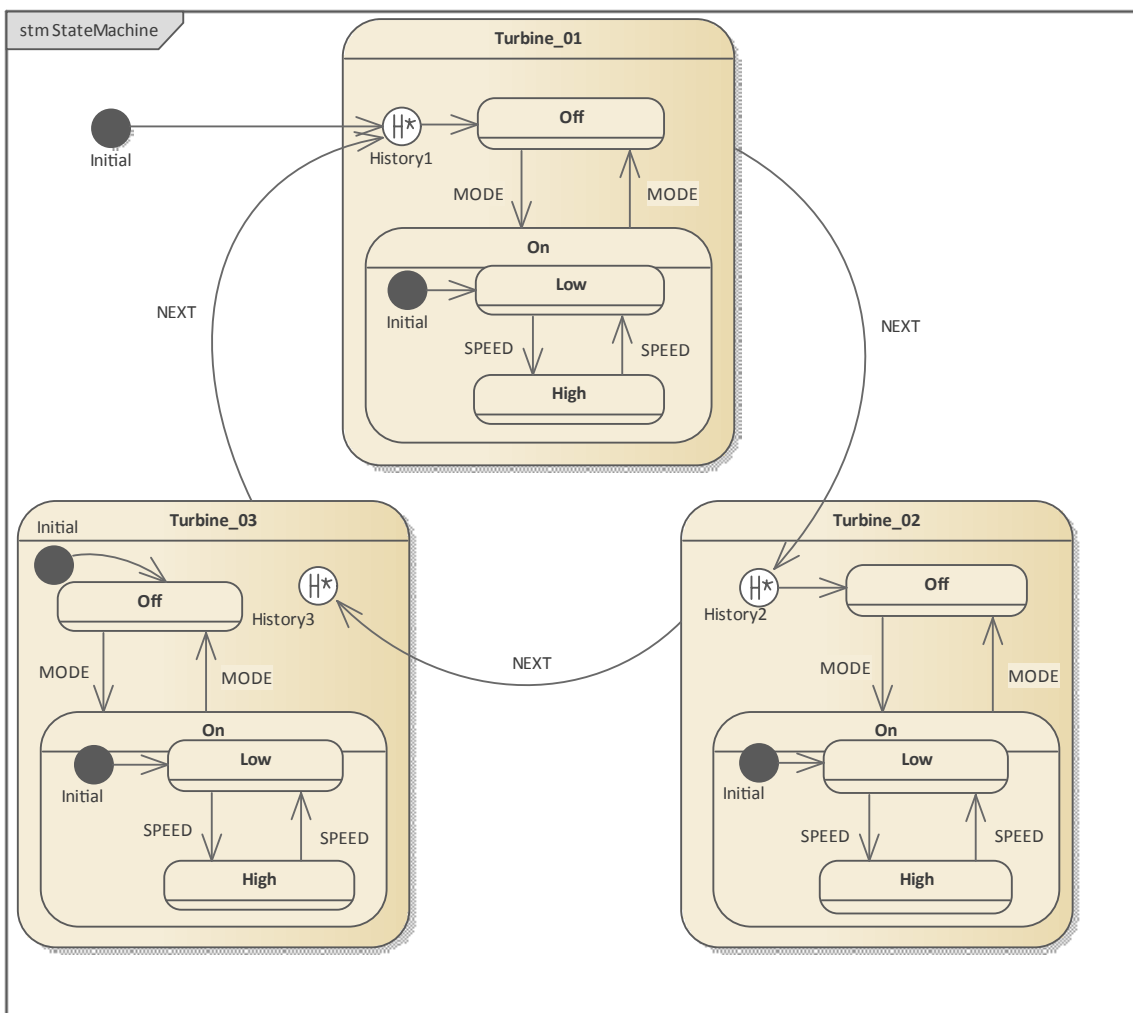 stm StateMachine
Turbine_01
Initial
H*
History1
Off
MODE
MODE
On
Initial
Low
SPEED
SPEED
High
NEXT
NEXT
Turbine_03
Initial
Off
H*
History3
MODE
MODE
On
Initial
Low
SPEED
SPEED
High
NEXT
Turbine_02
H*
History2
Off
MODE
MODE
On
Initial
Low
SPEED
SPEED
High